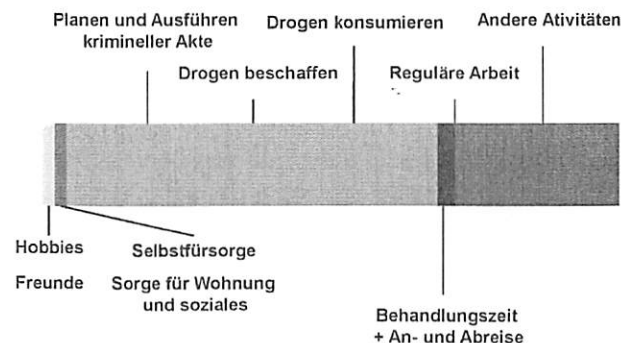 Planen und Ausführen
krimineller Akte
Drogen konsumieren
Andere Ativitäten
Drogen beschaffen
Reguläre Arbeit
Hobbies
Freunde
Selbstfürsorge
Sorge für Wohnung
und soziales
Behandlungszeit
+ An- und Abreise